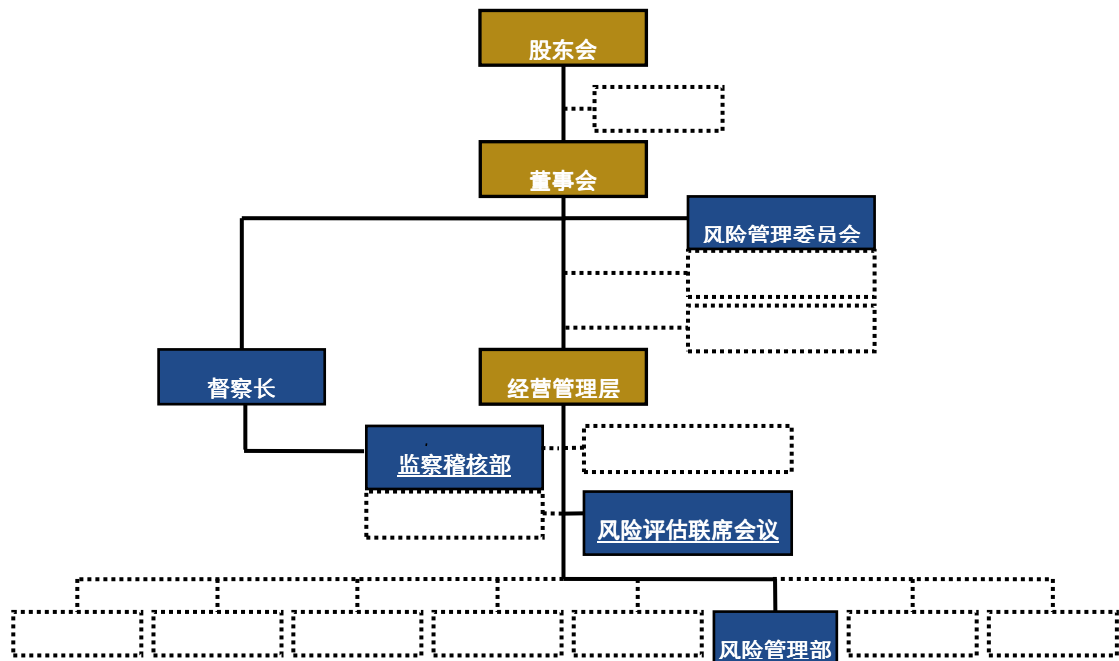 股东会
董事会
风险管理委员会
督察长
经营管理层
监察稽核部
风险评估联席会议
风险管理部